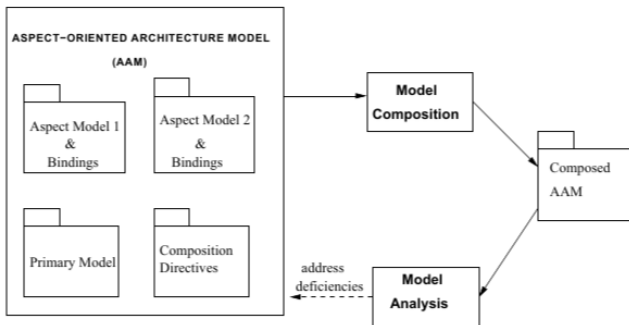 ASPECT−ORIENTED ARCHITECTURE MODEL
(AAM)
Aspect Model 1
&
Bindings
Aspect Model 2
&
Bindings
Primary Model
Composition
Directives
Model
Composition
Composed
AAM
Model
Analysis
address
deficiencies